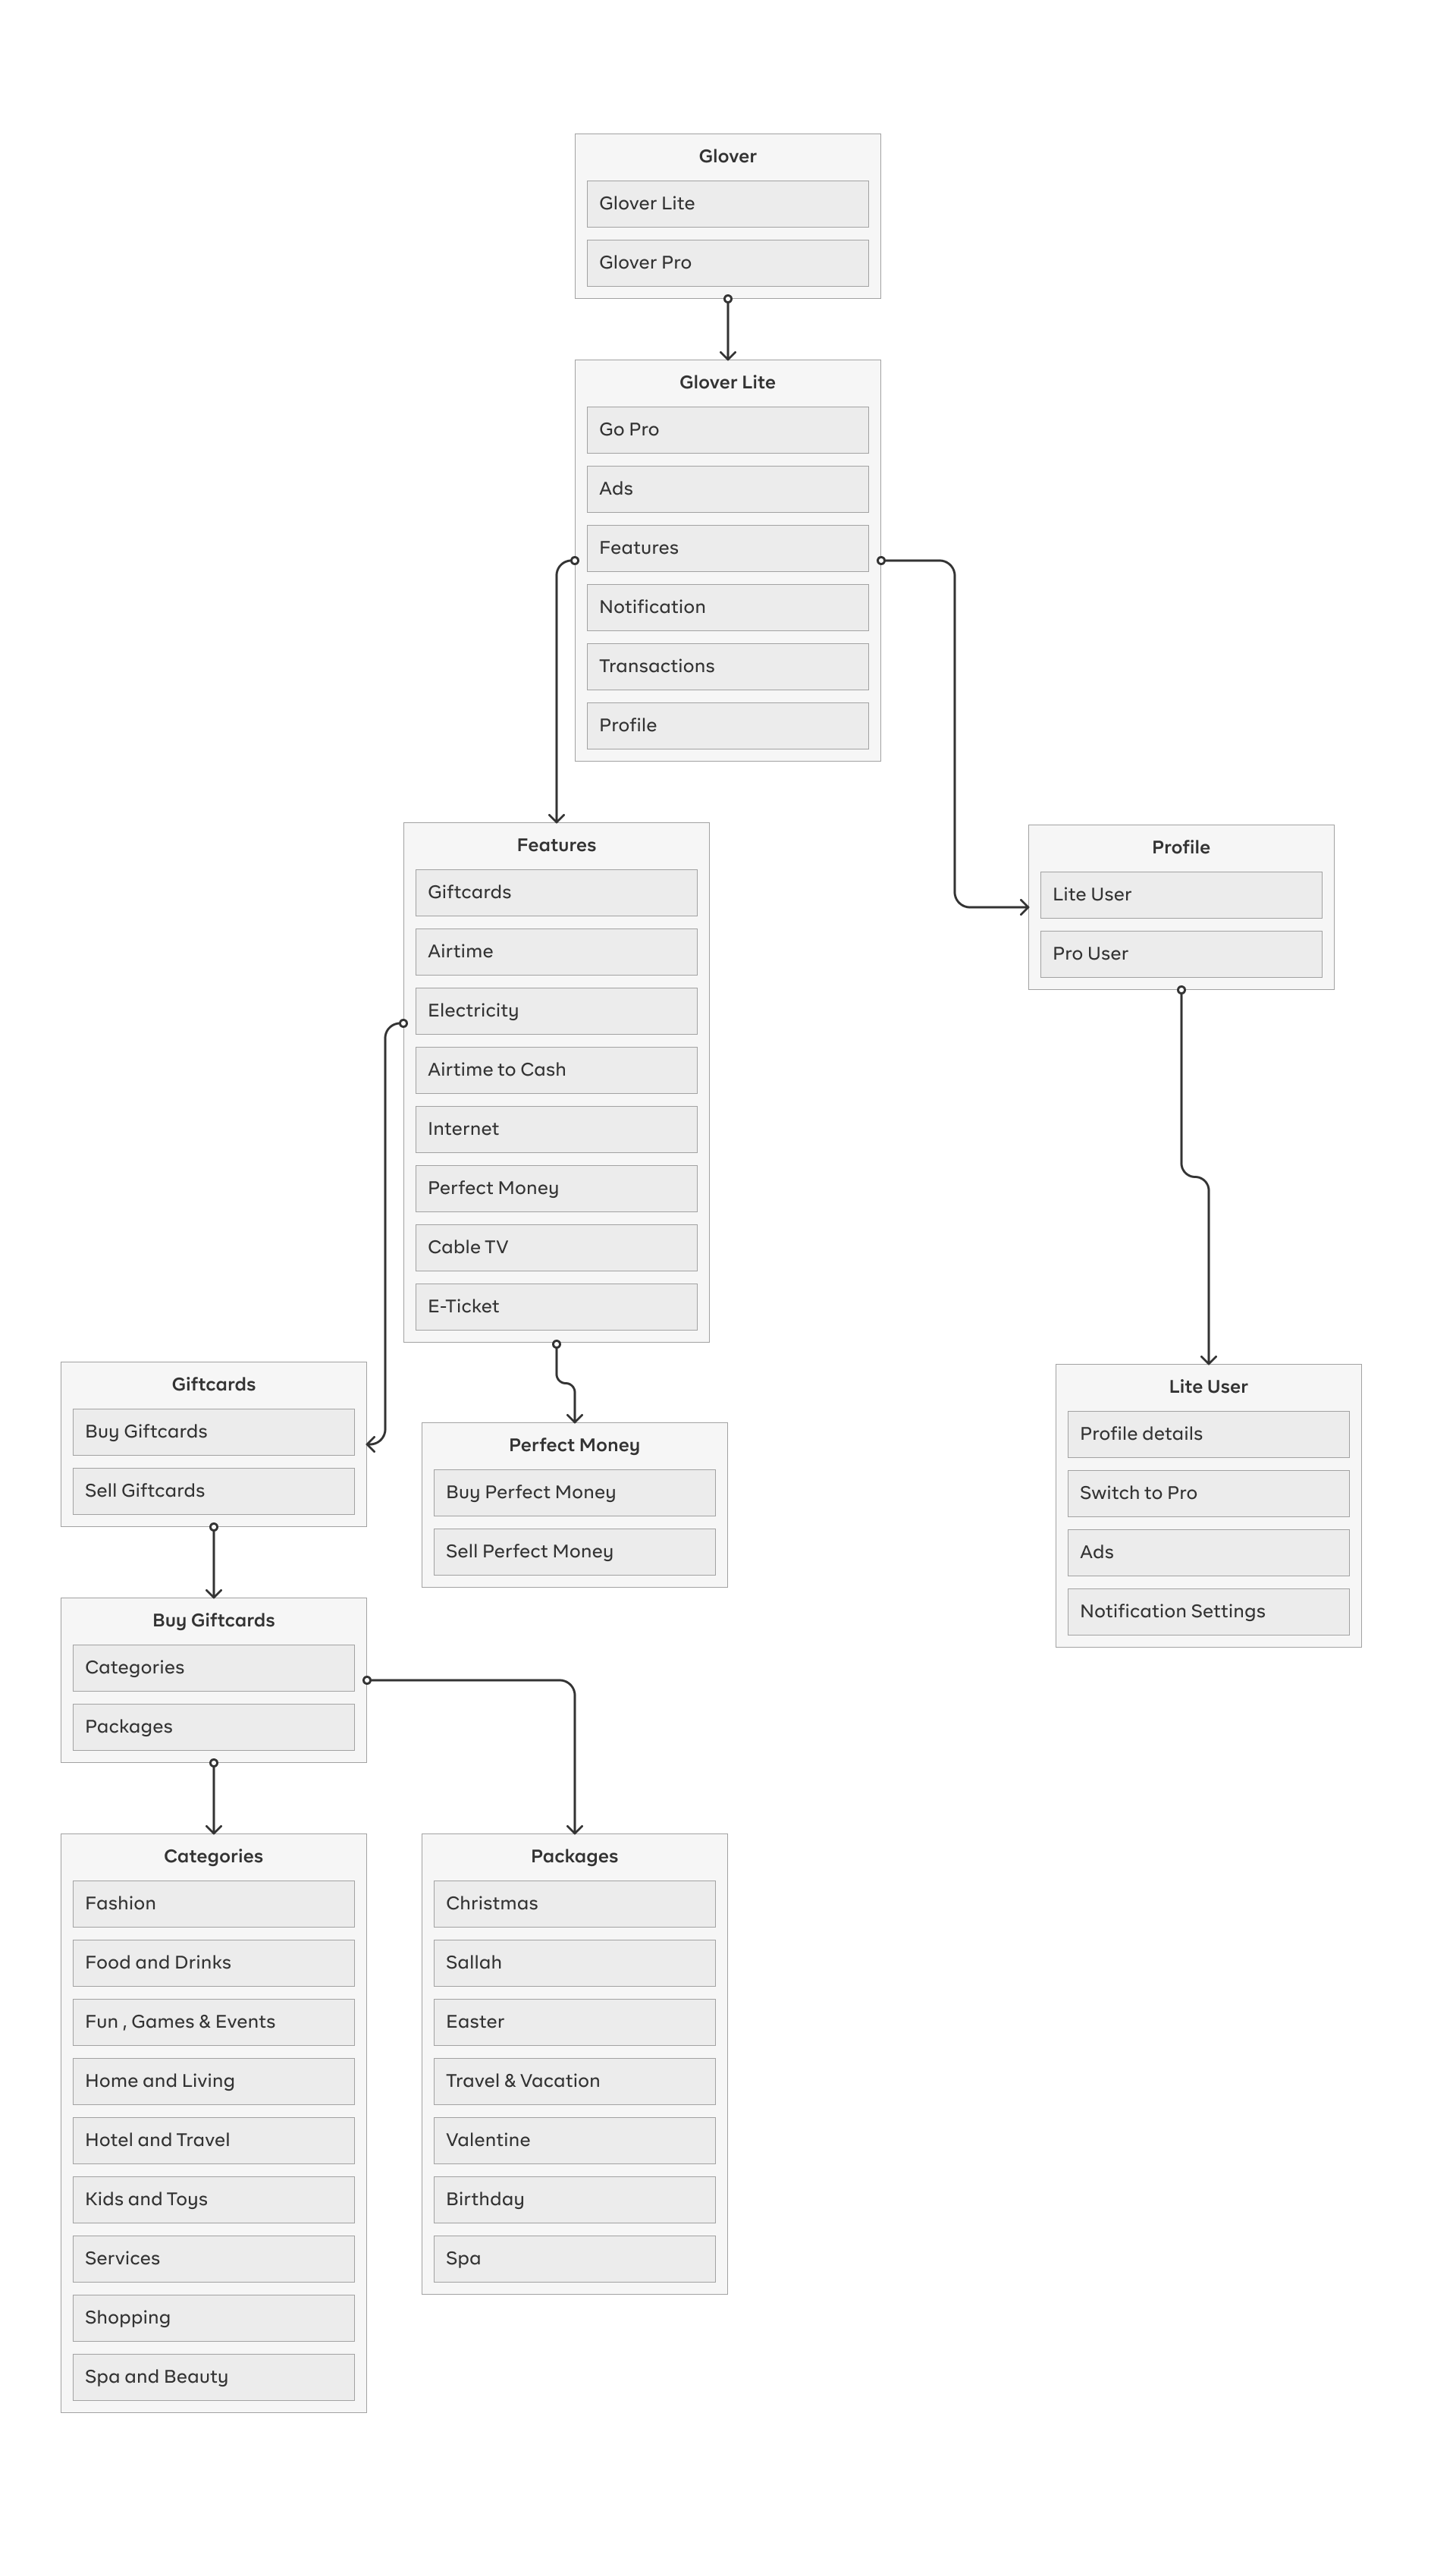 Glover
Glover Lite
Glover Pro
Glover Lite
Go Pro
Ads
Features
Notification
Transactions
Profile
Features
Giftcards
Airtime
Electricity
Airtime to Cash
Internet
Perfect Money
Cable TV
E-Ticket
Profile
Lite User
Pro User
Giftcards
Buy Giftcards
Sell Giftcards
Perfect Money
Buy Perfect Money
Sell Perfect Money
Lite User
Profile details
Switch to Pro
Ads
Notification Settings
Buy Giftcards
Categories
Packages
Categories
Fashion
Food and Drinks
Fun , Games & Events
Home and Living
Hotel and Travel
Kids and Toys
Services
Shopping
Spa and Beauty
Packages
Christmas
Sallah
Easter
Travel & Vacation
Valentine
Birthday
Spa